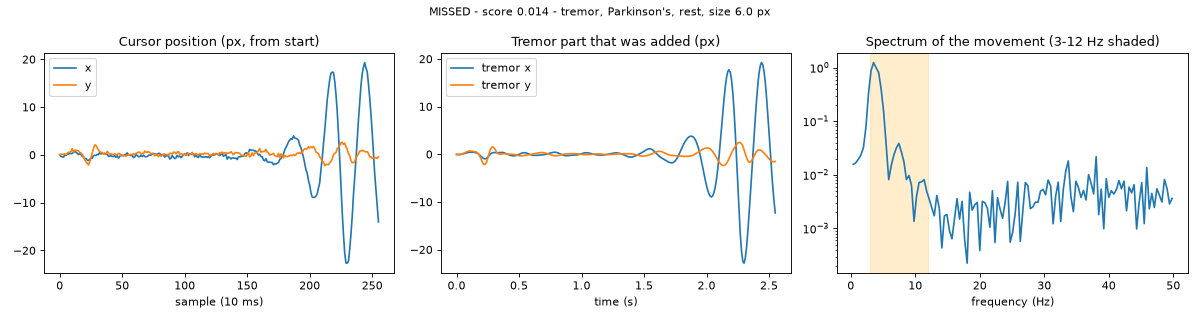 MISSED - score 0.014 - tremor, Parkinson's, rest, size 6.0 px
Cursor position (px, from start)
x
y
20
10
0
−10
−20
0 50 100 150 200 250
sample (10 ms)
Tremor part that was added (px)
tremor x
tremor y
20
10
0
−10
−20
0.0 0.5 1.0 1.5 2.0 2.5
time (s)
Spectrum of the movement (3-12 Hz shaded)
10⁰
10⁻¹
10⁻²
10⁻³
0 10 20 30 40 50
frequency (Hz)